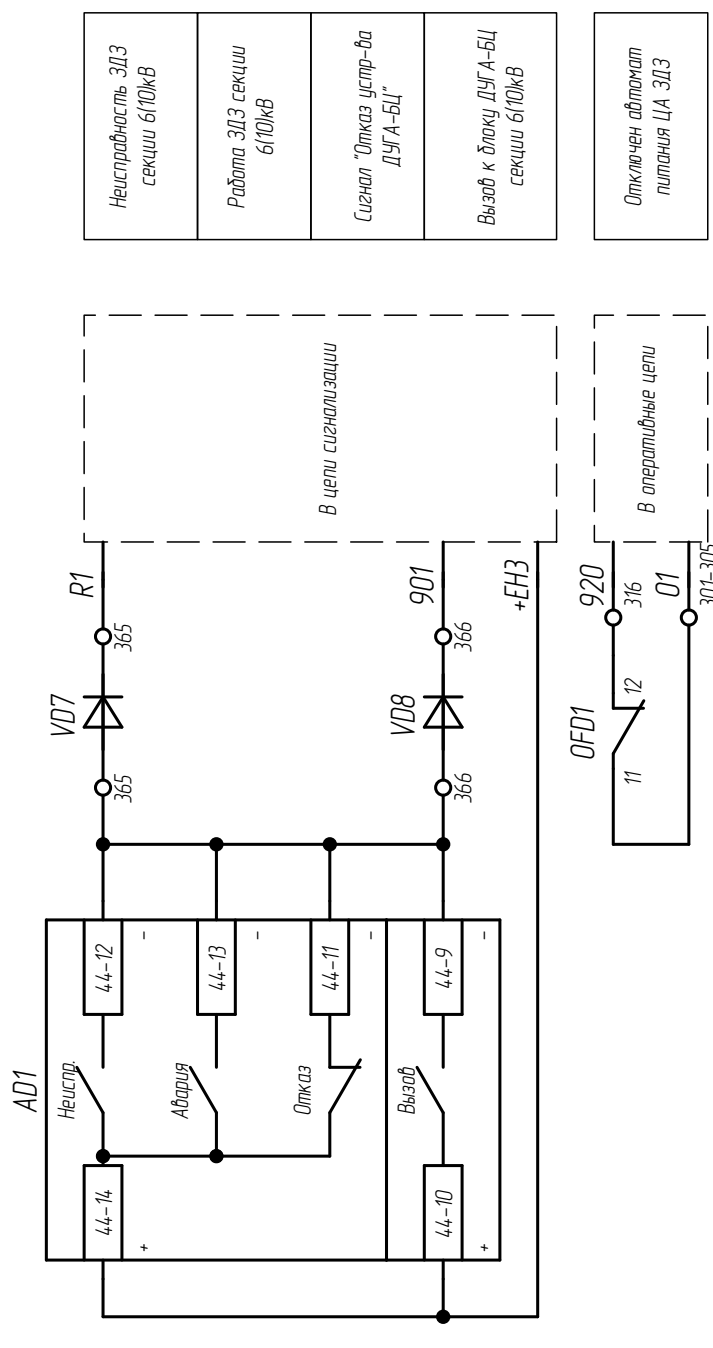 AD1
Неиспр.
44-14
44-12
+
-
Авария
44-13
-
Отказ
44-11
-
Вызов
44-10
44-9
+
-
365
VD7
365
R1
366
VD8
366
901
+EH3
В цепи сигнализации
Неисправность ЗДЗ
секции 6(10)кВ
Работа ЗДЗ секции
6(10)кВ
Сигнал "Отказ устр-ва
ДУГА-БЦ"
Вызов к блоку ДУГА-БЦ
секции 6(10)кВ
OFD1
11
12
920
316
01
301-305
В оперативные цепи
Отключен автомат
питания ЦА ЗДЗ